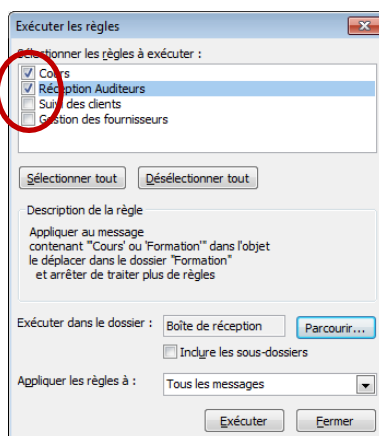 Exécuter les règles
Sélectionner les règles à exécuter :
Cours
Réception Auditeurs
Suivi des clients
Gestion des fournisseurs
Sélectionner tout Désélectionner tout
Description de la règle
Appliquer au message
contenant "'Cours' ou 'Formation'" dans l'objet
le déplacer dans le dossier "Formation"
et arrêter de traiter plus de règles
Exécuter dans le dossier : Boîte de réception Parcourir...
Inclure les sous-dossiers
Appliquer les règles à : Tous les messages
Exécuter Fermer